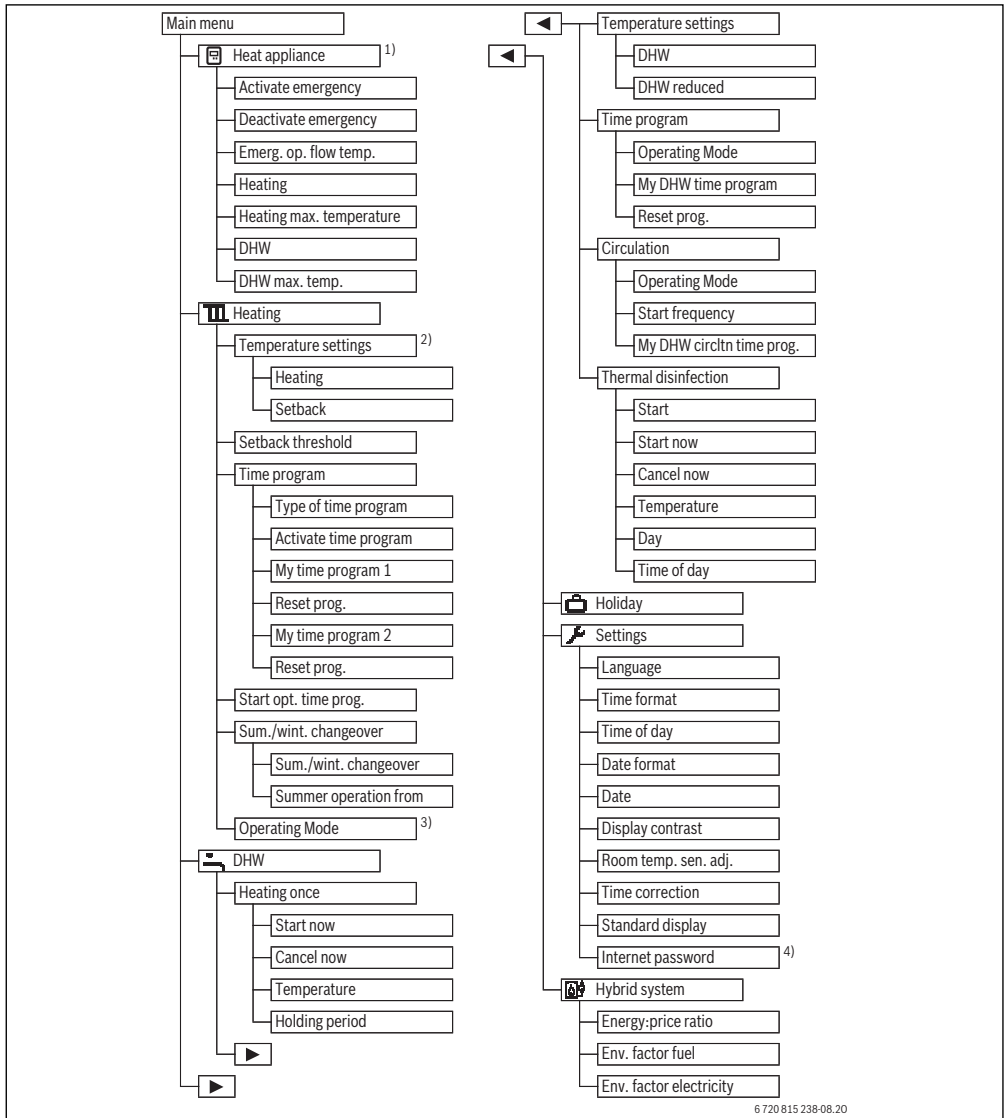 Main menu
Heat appliance 1)
Activate emergency
Deactivate emergency
Emerg. op. flow temp.
Heating
Heating max. temperature
DHW
DHW max. temp.
Heating
Temperature settings 2)
Heating
Setback
Setback threshold
Time program
Type of time program
Activate time program
My time program 1
Reset prog.
My time program 2
Reset prog.
Start opt. time prog.
Sum./wint. changeover
Sum./wint. changeover
Summer operation from
Operating Mode 3)
DHW
Heating once
Start now
Cancel now
Temperature
Holding period
Temperature settings
DHW
DHW reduced
Time program
Operating Mode
My DHW time program
Reset prog.
Circulation
Operating Mode
Start frequency
My DHW circltn time prog.
Thermal disinfection
Start
Start now
Cancel now
Temperature
Day
Time of day
Holiday
Settings
Language
Time format
Time of day
Date format
Date
Display contrast
Room temp. sen. adj.
Time correction
Standard display
Internet password 4)
Hybrid system
Energy:price ratio
Env. factor fuel
Env. factor electricity
6 720 815 238-08.2O